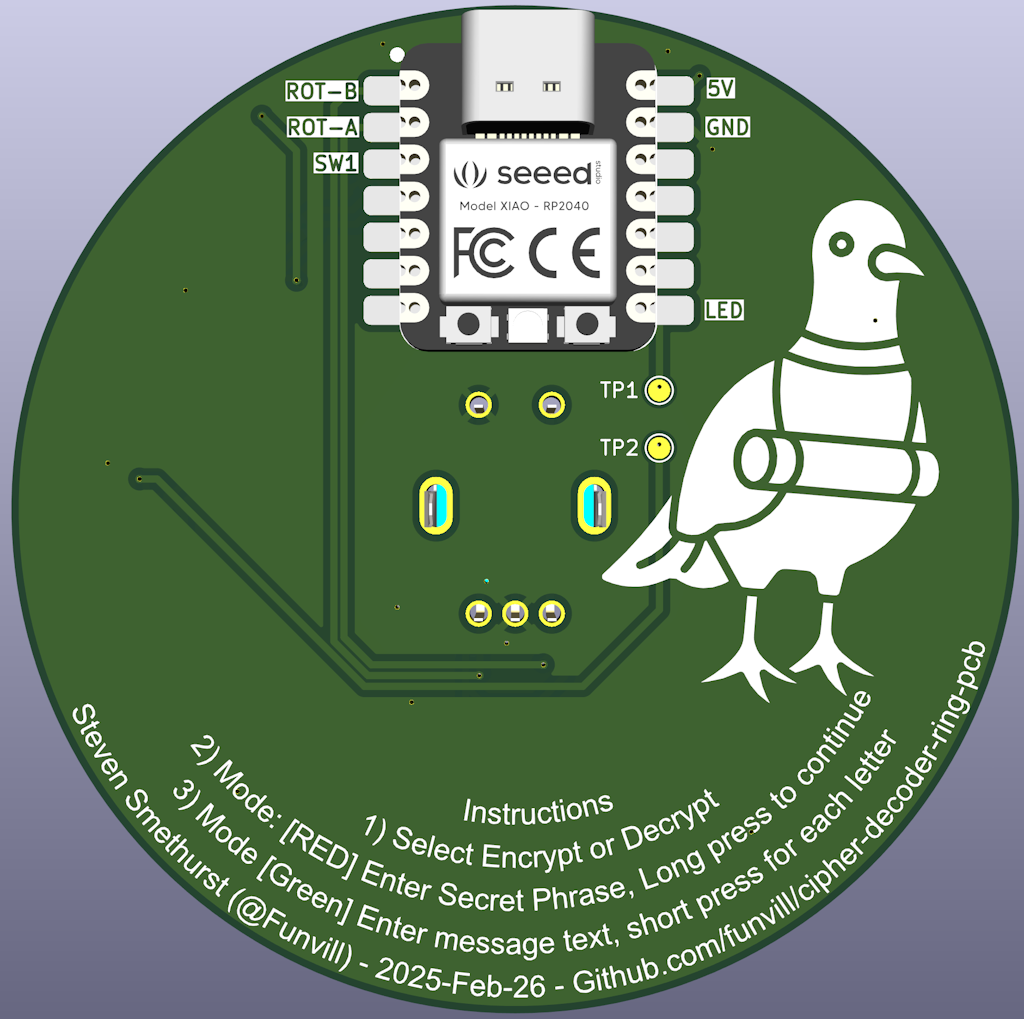 ROT-B
ROT-A
SW1
5V
GND
LED
seeed studio
Model XIAO - RP2040
FC CE
TP1
TP2
Instructions
1) Select Encrypt or Decrypt
2) Mode: [RED] Enter Secret Phrase, Long press to continue
3) Mode [Green] Enter message text, short press for each letter
Steven Smethurst (@Funvill) - 2025-Feb-26 - Github.com/funvill/cipher-decoder-ring-pcb